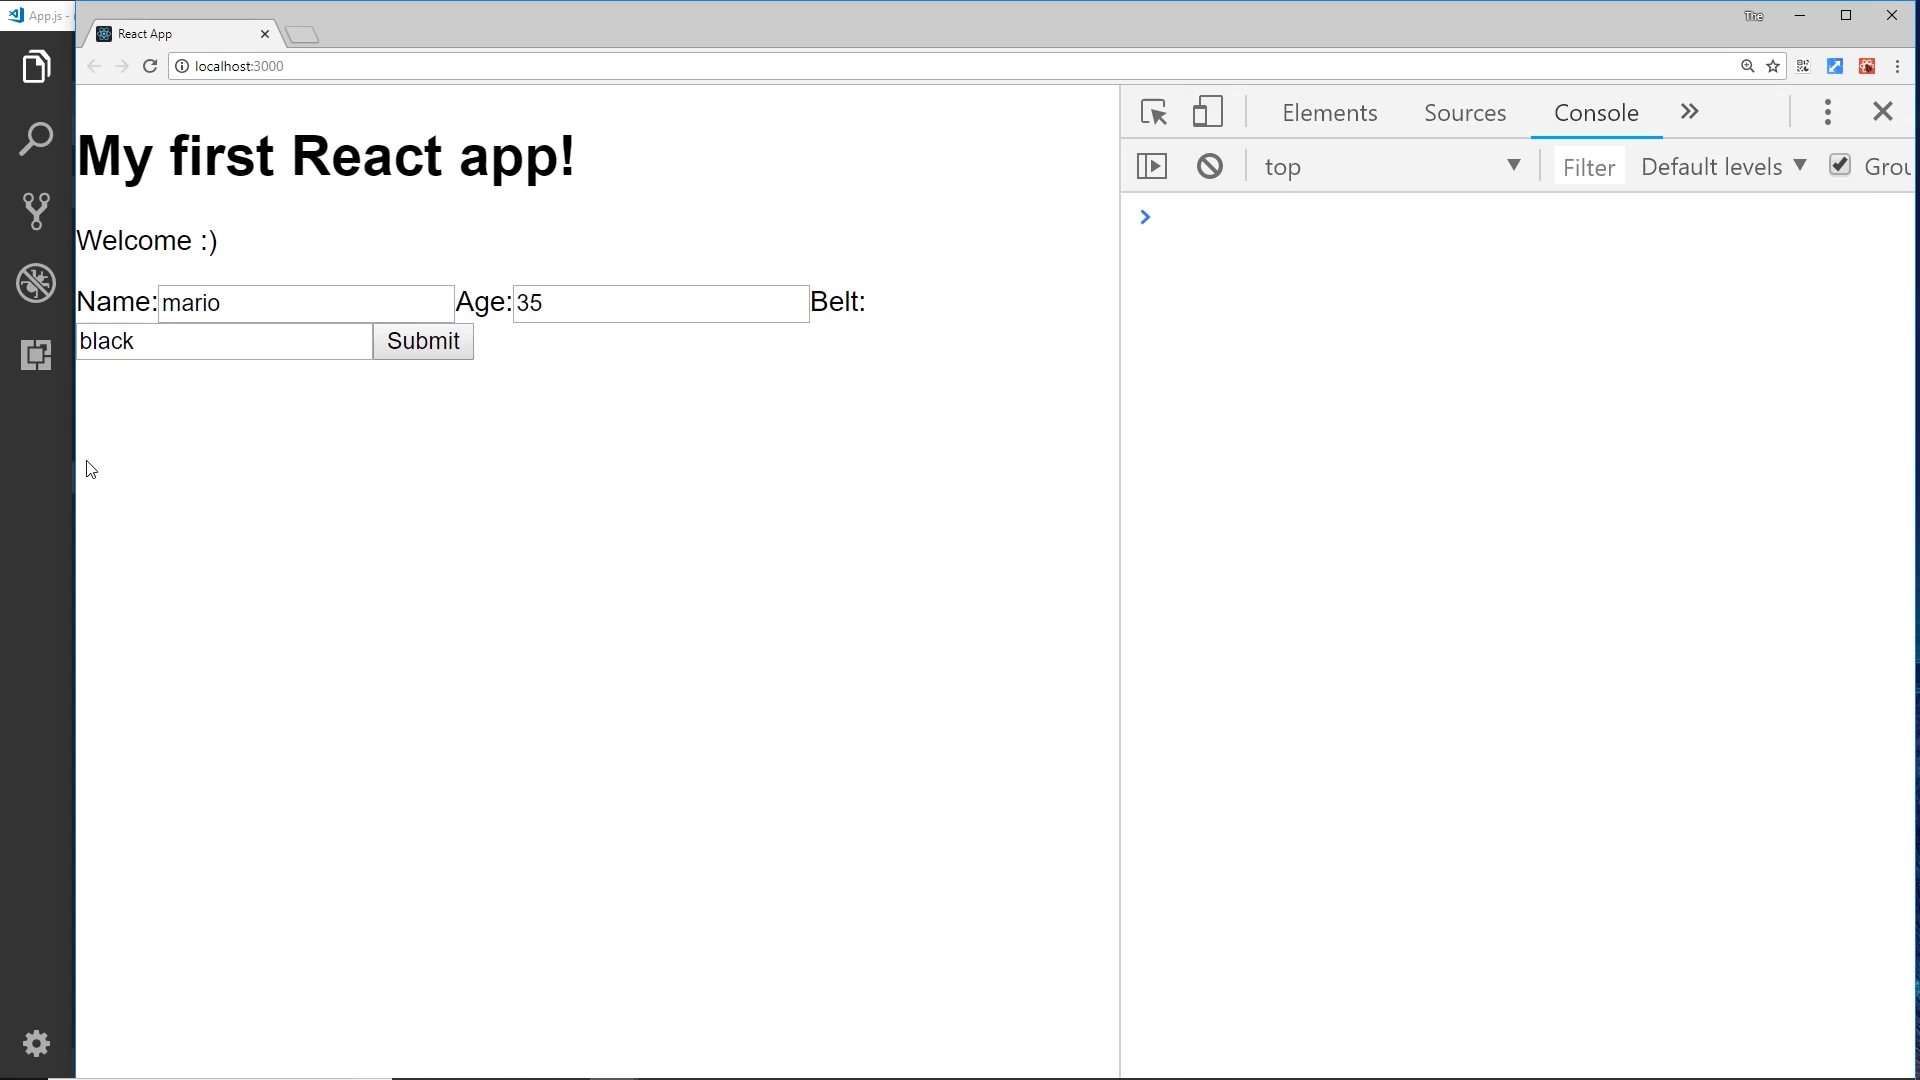 App.js -
The
React App
localhost:3000
My first React app!
Welcome :)
Name: mario Age: 35 Belt:
black Submit
Elements Sources Console
top Filter Default levels Grou